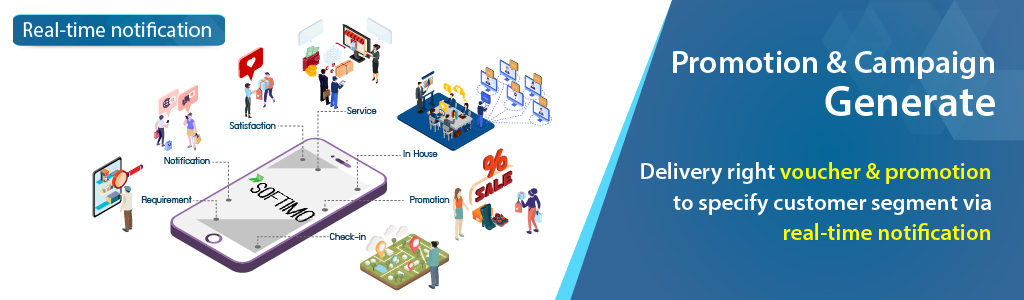 Real-time notification
Promotion & Campaign
Generate
Delivery right voucher & promotion
to specify customer segment via
real-time notification
Service
Satisfaction
In House
Notification
Requirement
Promotion
Check-in
SOFTIMO
%
SALE